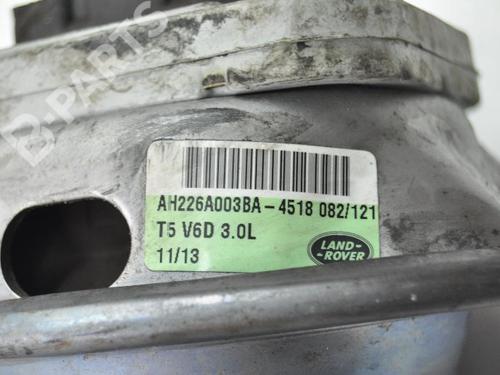 B-PARTS
AH226A003BA-4518 082/121
T5 V6D 3.0L
11/13
LAND-
ROVER